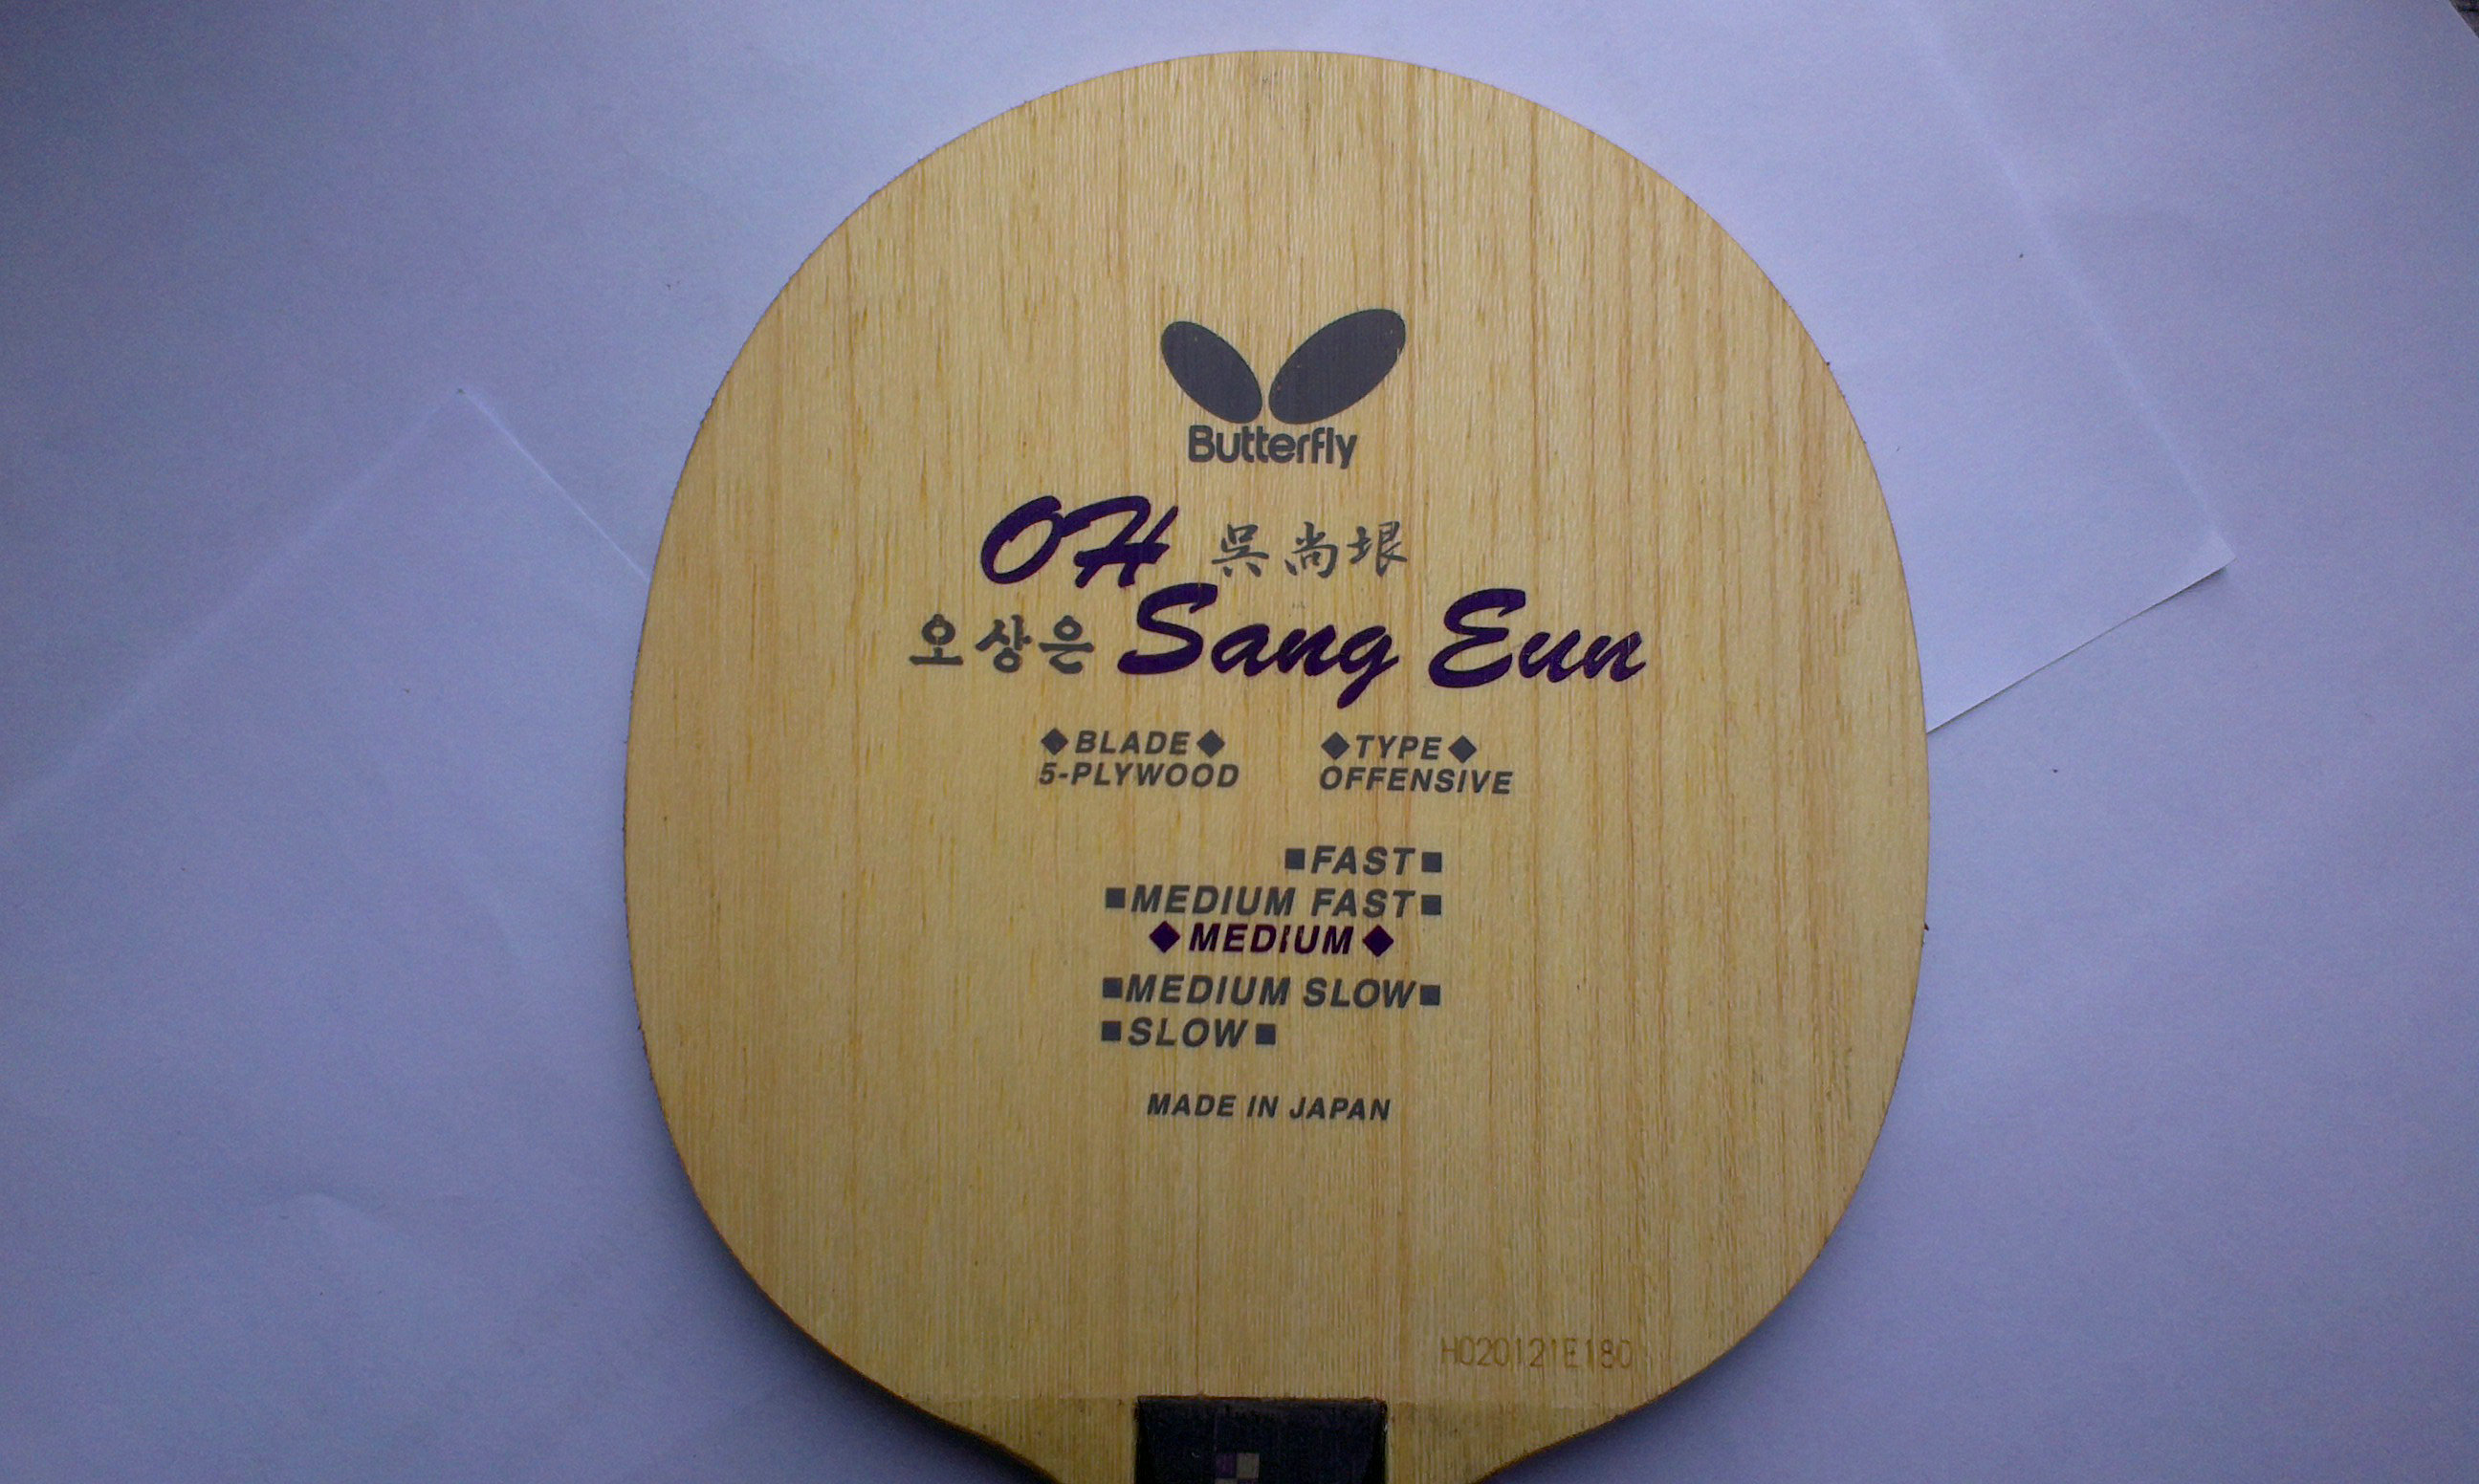 Butterfly
OH 吳尚垠
오상은 Sang Eun
◆BLADE◆ ◆TYPE◆
5-PLYWOOD OFFENSIVE
■FAST■
■MEDIUM FAST■
◆MEDIUM◆
■MEDIUM SLOW■
■SLOW■
MADE IN JAPAN
H020121E180